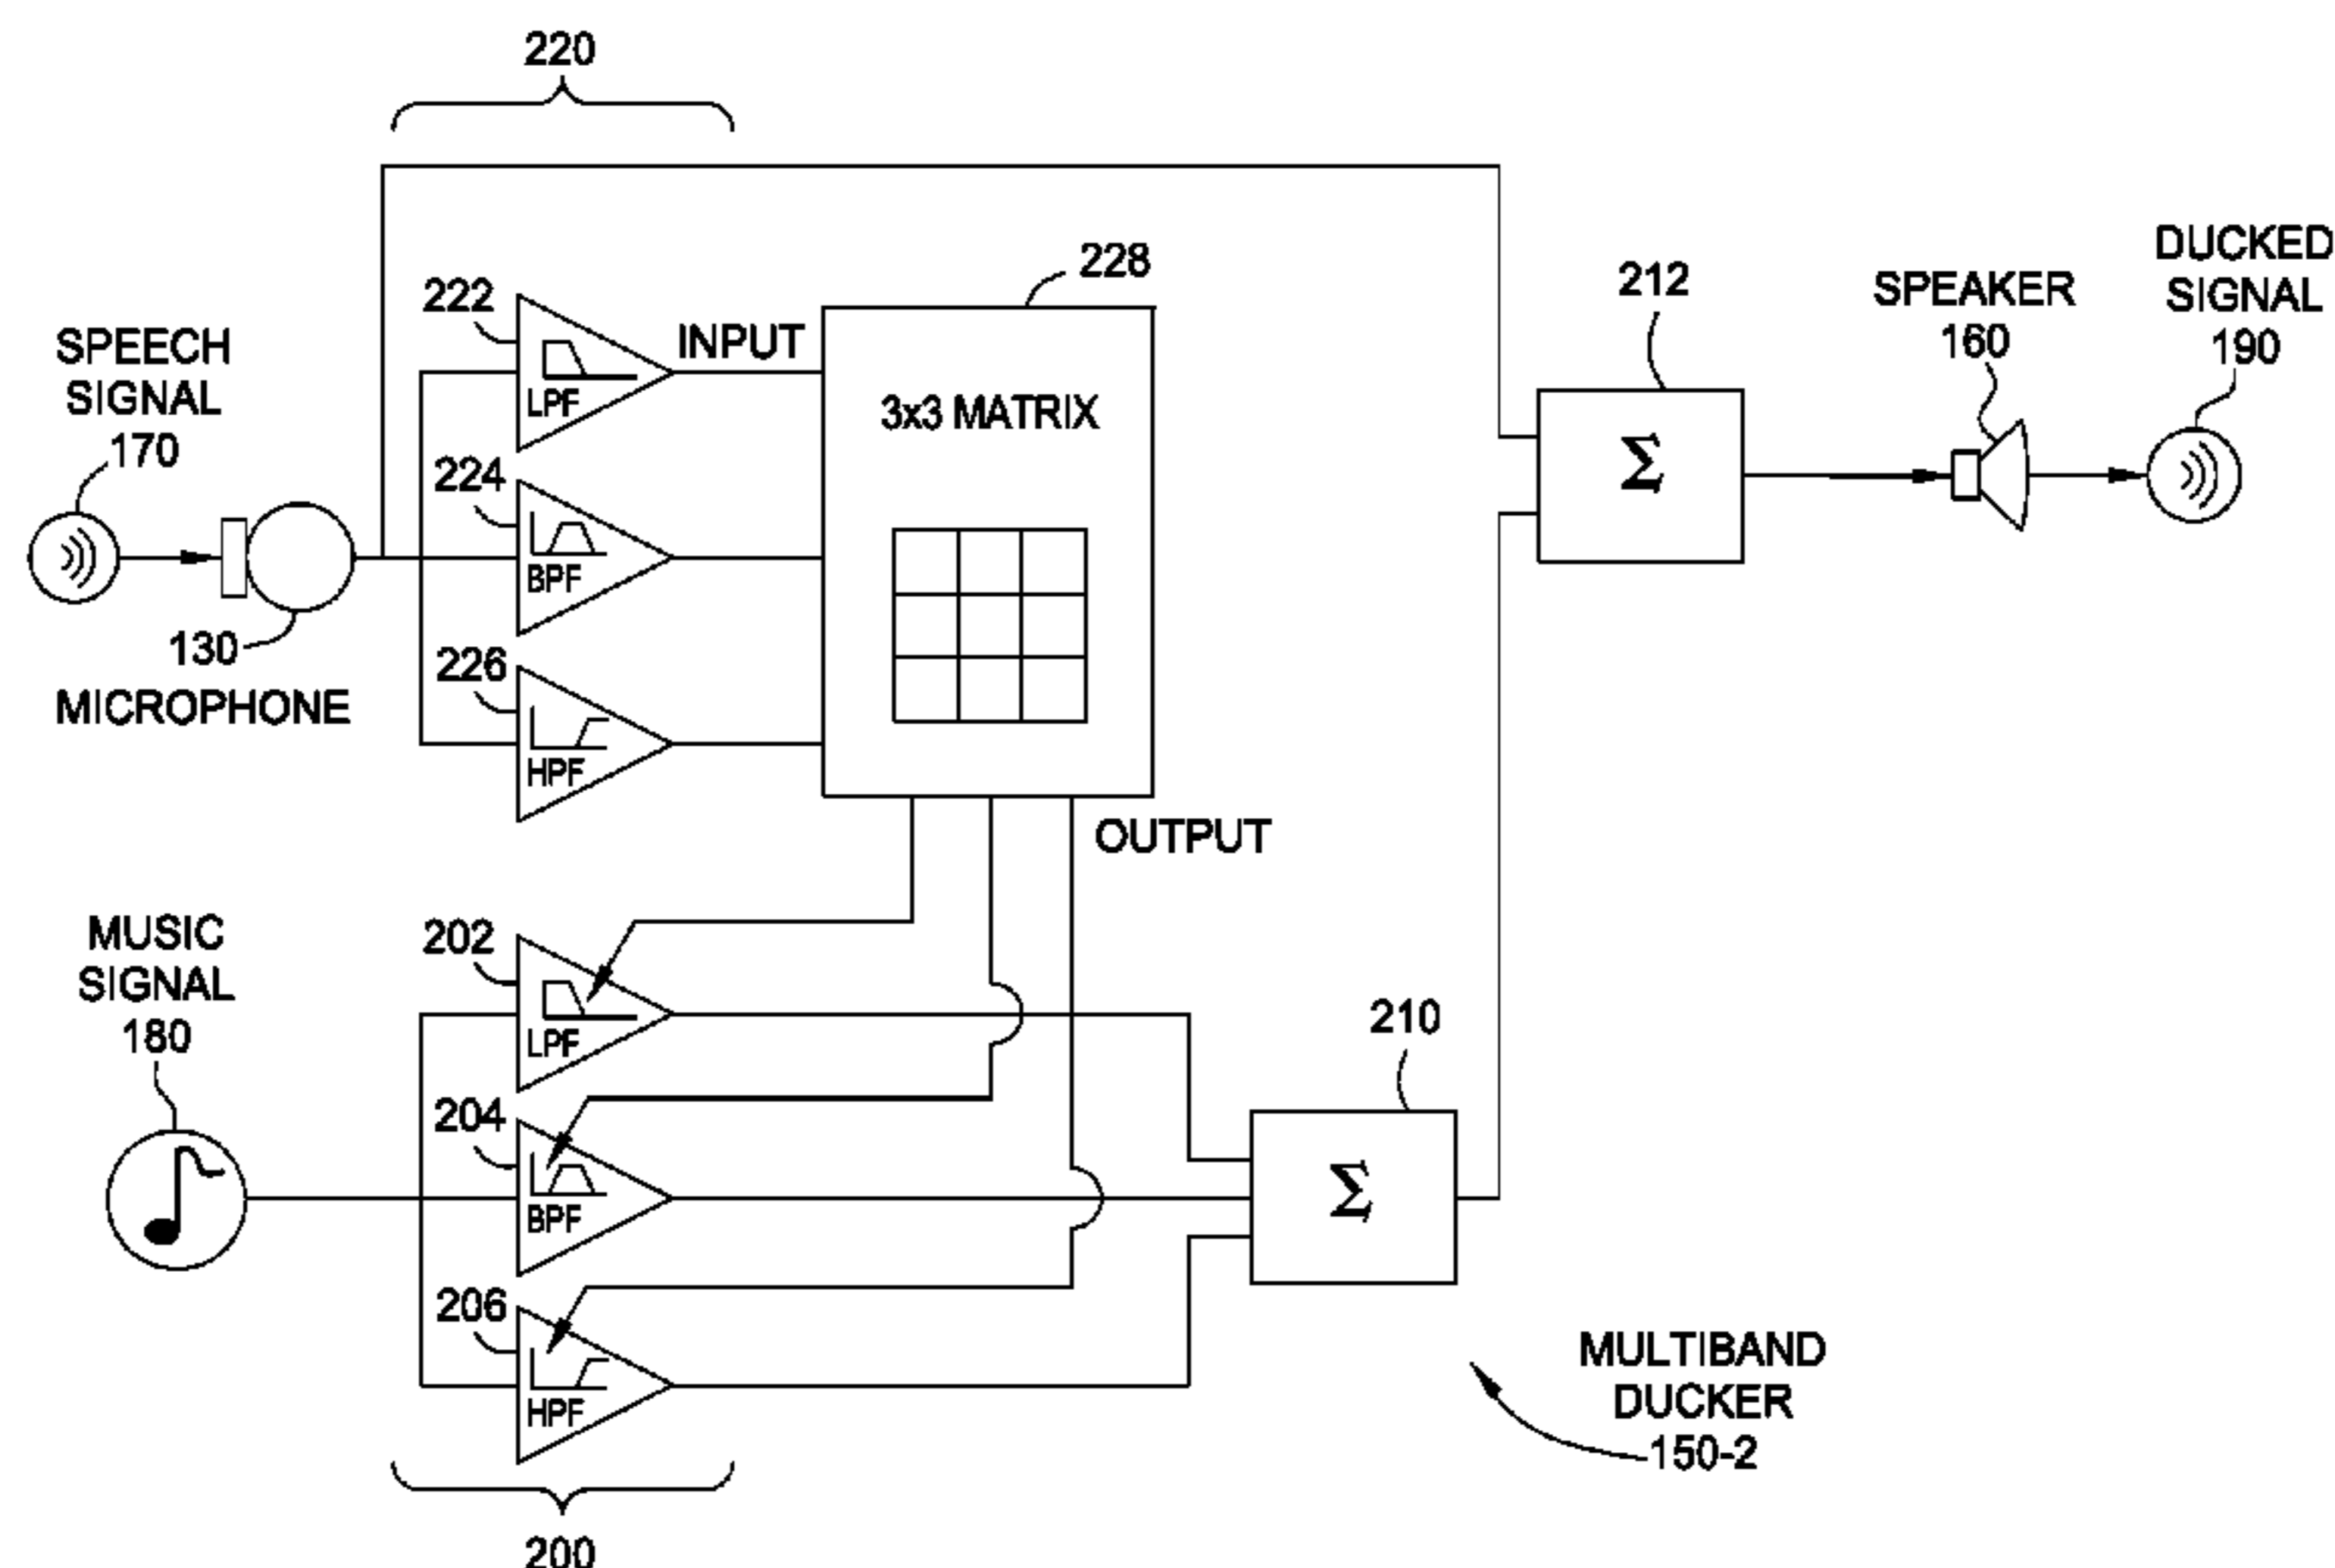 220
228
222
INPUT
LPF
3x3 MATRIX
SPEECH
SIGNAL
170
224
BPF
130
MICROPHONE
226
HPF
OUTPUT
212
Σ
SPEAKER
160
DUCKED
SIGNAL
190
MUSIC
SIGNAL
180
202
LPF
204
BPF
206
HPF
210
Σ
MULTIBAND
DUCKER
150-2
200